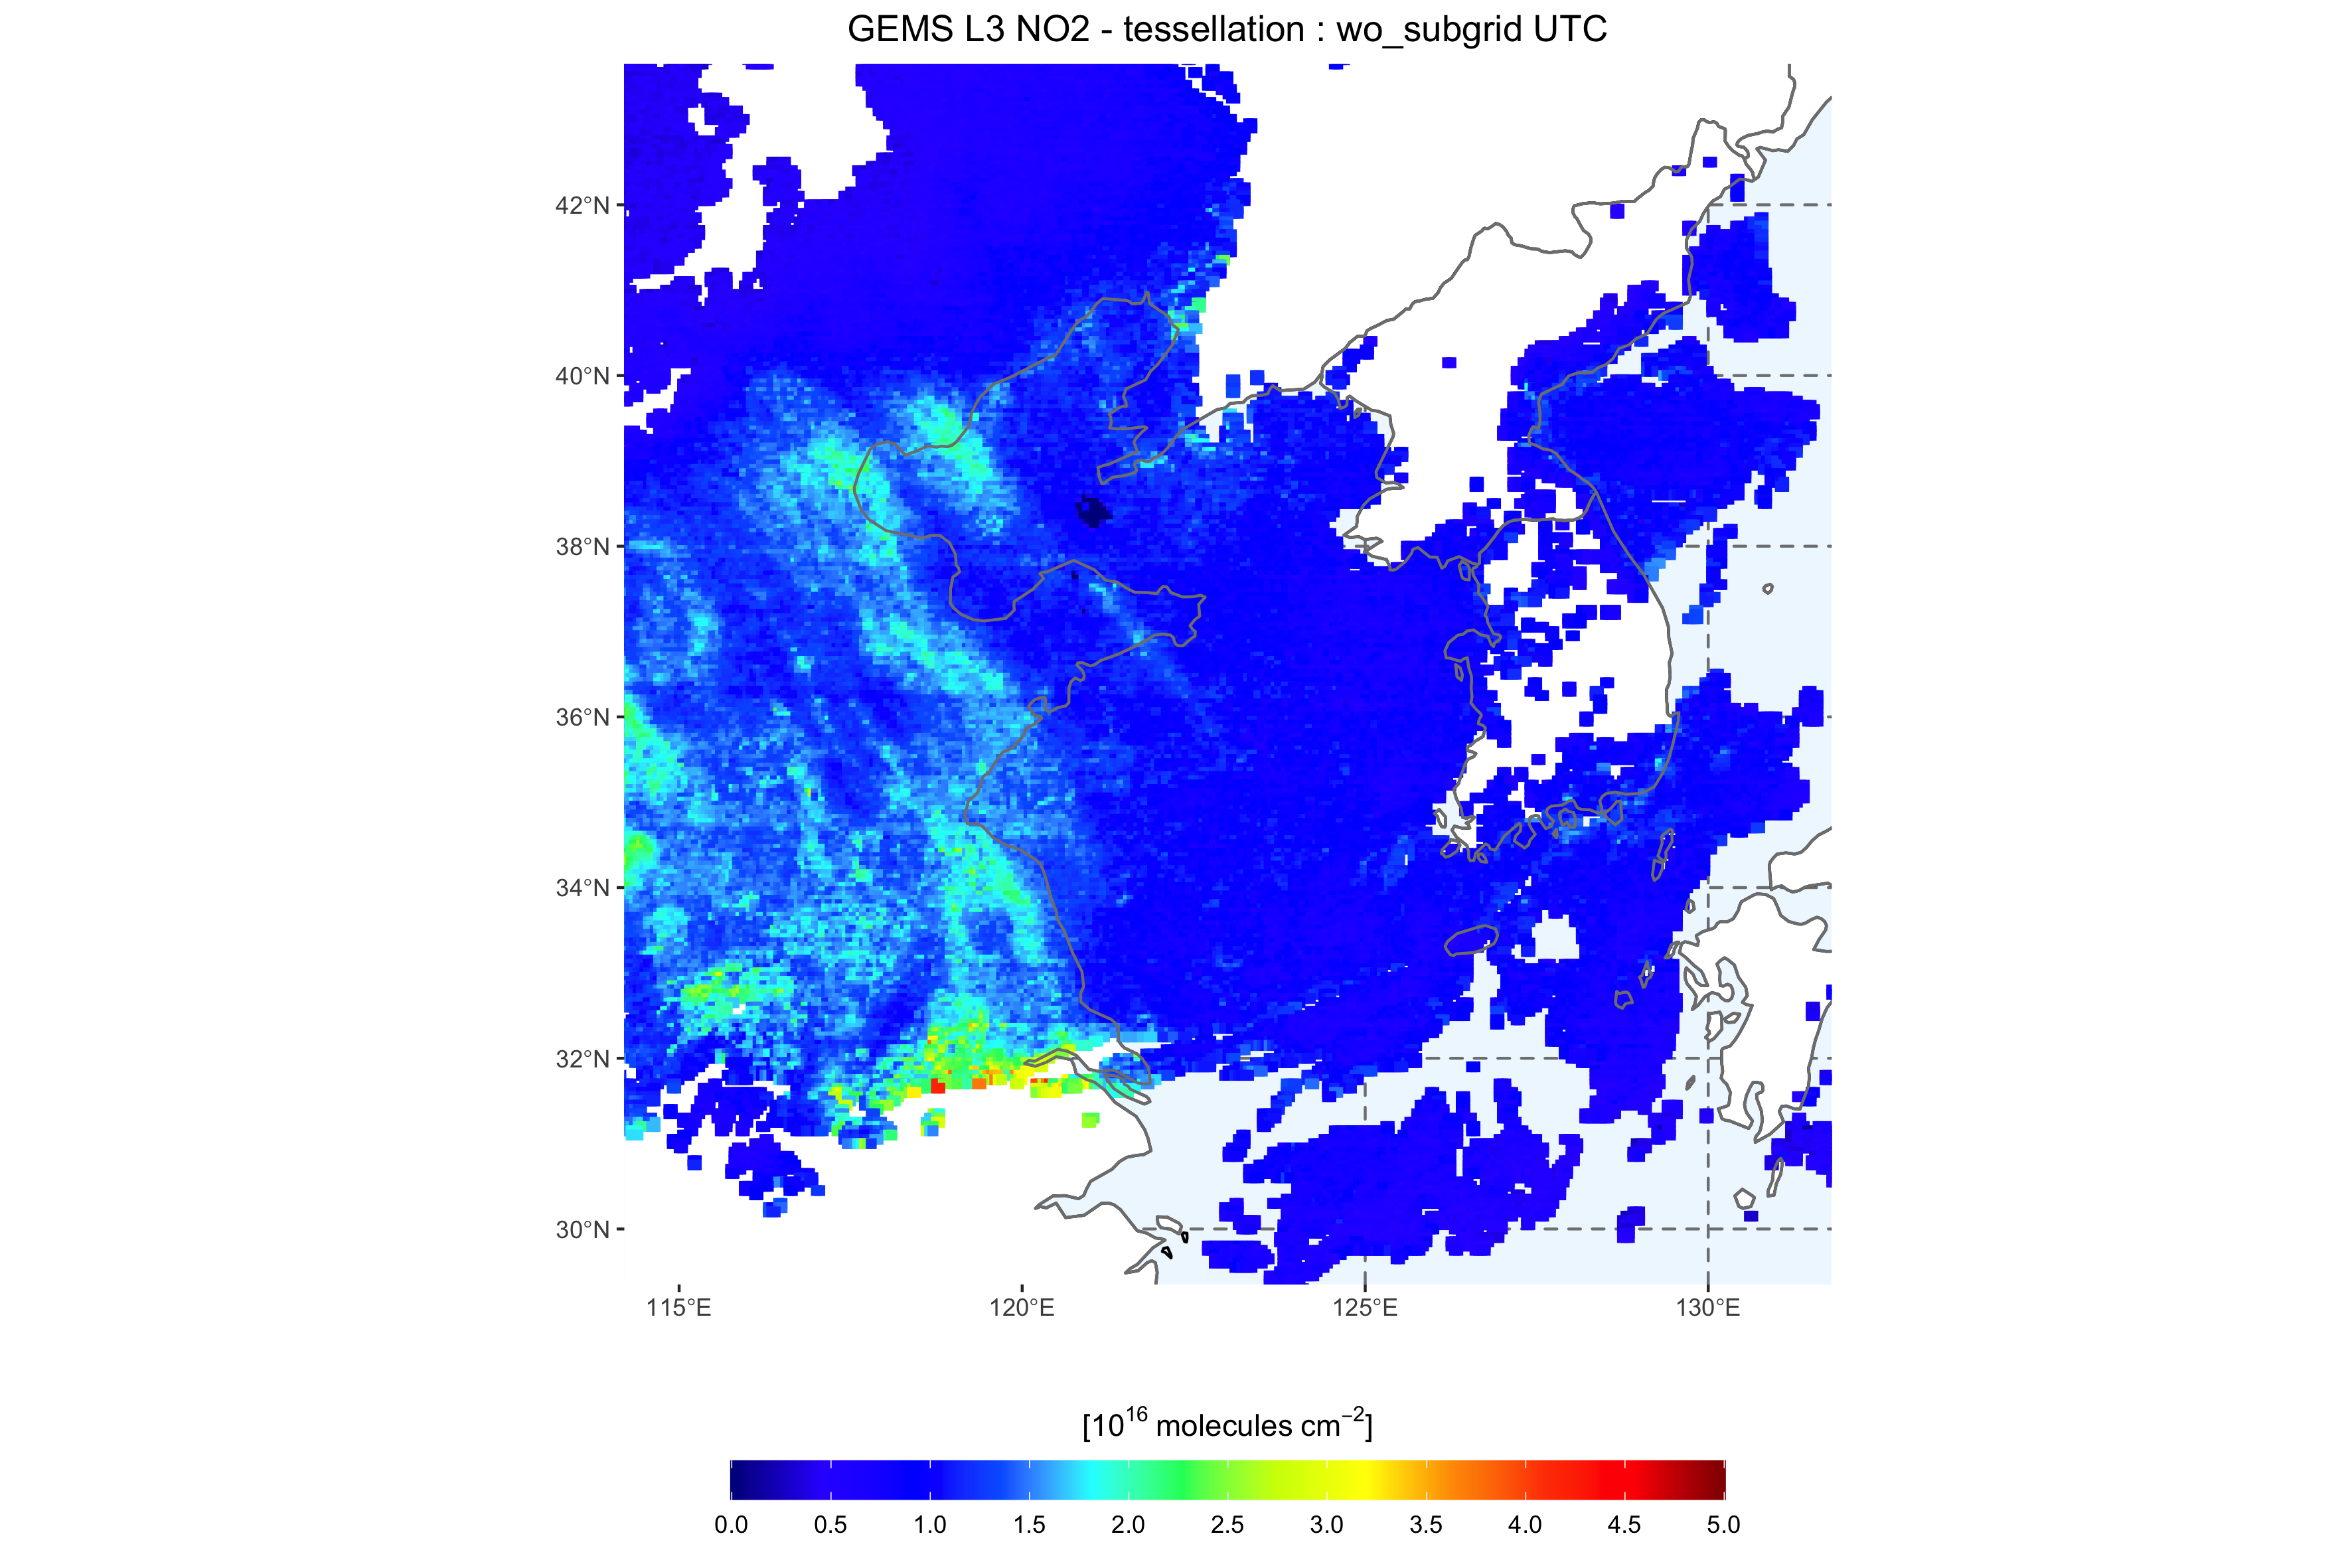 GEMS L3 NO2 - tessellation : wo_subgrid UTC
42°N
40°N
38°N
36°N
34°N
32°N
30°N
115°E 120°E 125°E 130°E
[10¹⁶ molecules cm⁻²]
0.0 0.5 1.0 1.5 2.0 2.5 3.0 3.5 4.0 4.5 5.0